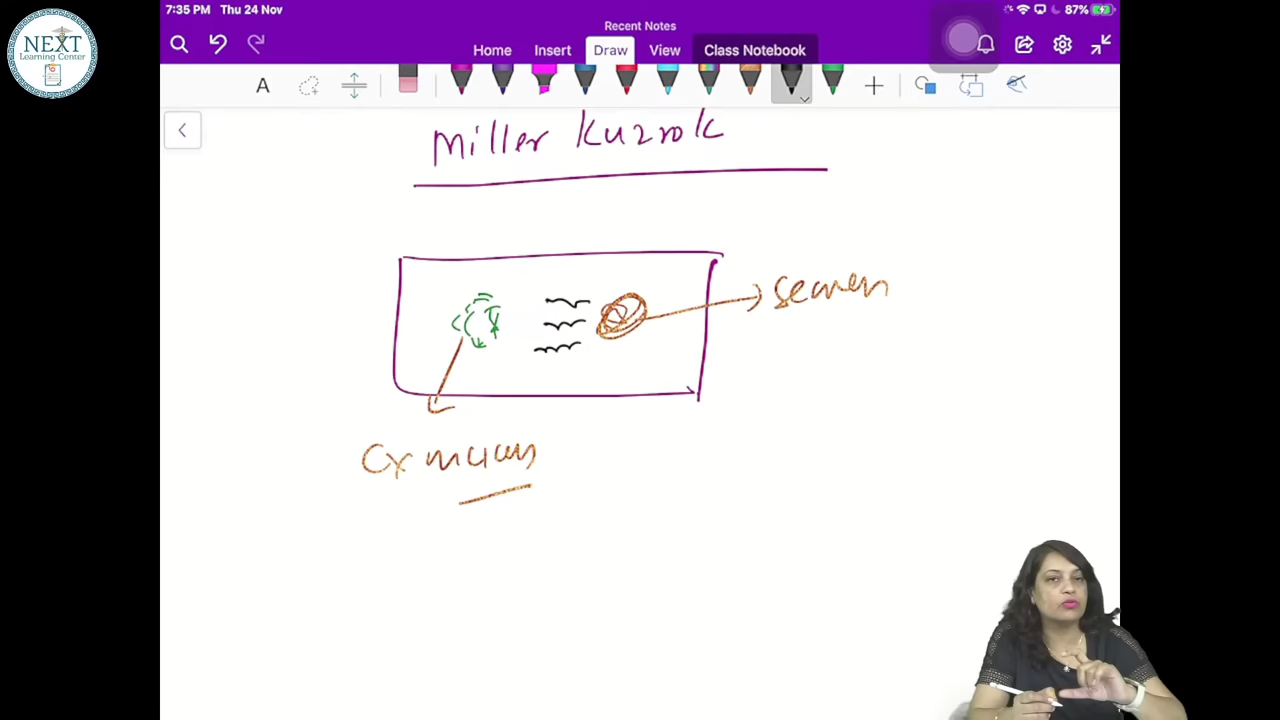 7:35 PM Thu 24 Nov
87%
NEXT
Learning Center
Recent Notes
Home Insert Draw View Class Notebook
A
Miller Kuzrok
Semen
Cx mucus